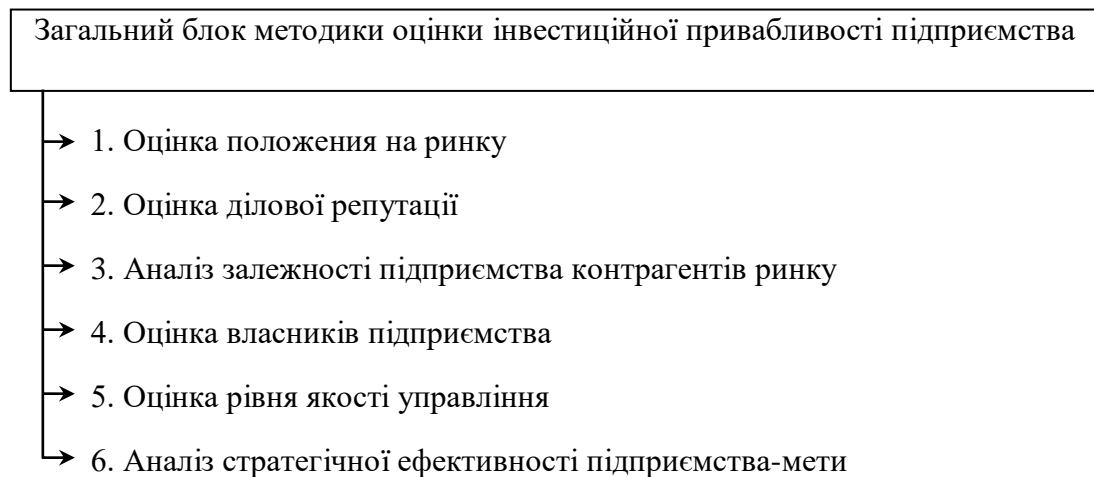 Загальний блок методики оцінки інвестиційної привабливості підприємства
1. Оцінка положення на ринку
2. Оцінка ділової репутації
3. Аналіз залежності підприємства контрагентів ринку
4. Оцінка власників підприємства
5. Оцінка рівня якості управління
6. Аналіз стратегічної ефективності підприємства-мети